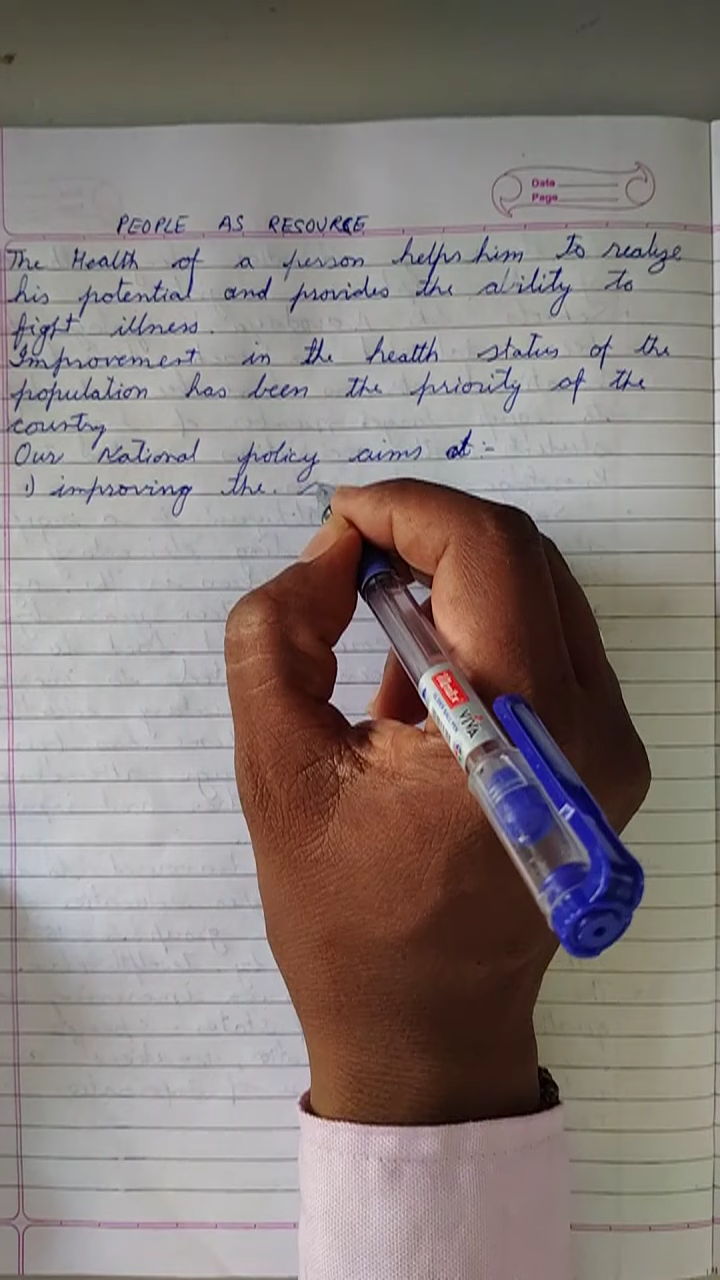 Date
Page
PEOPLE AS RESOURCE
The Health of a person helps him to realize
his potential and provides the ability to
fight illness.
Improvement in the health status of the
population has been the priority of the
country
Our National policy aims at :-
1) improving the.
VIVA